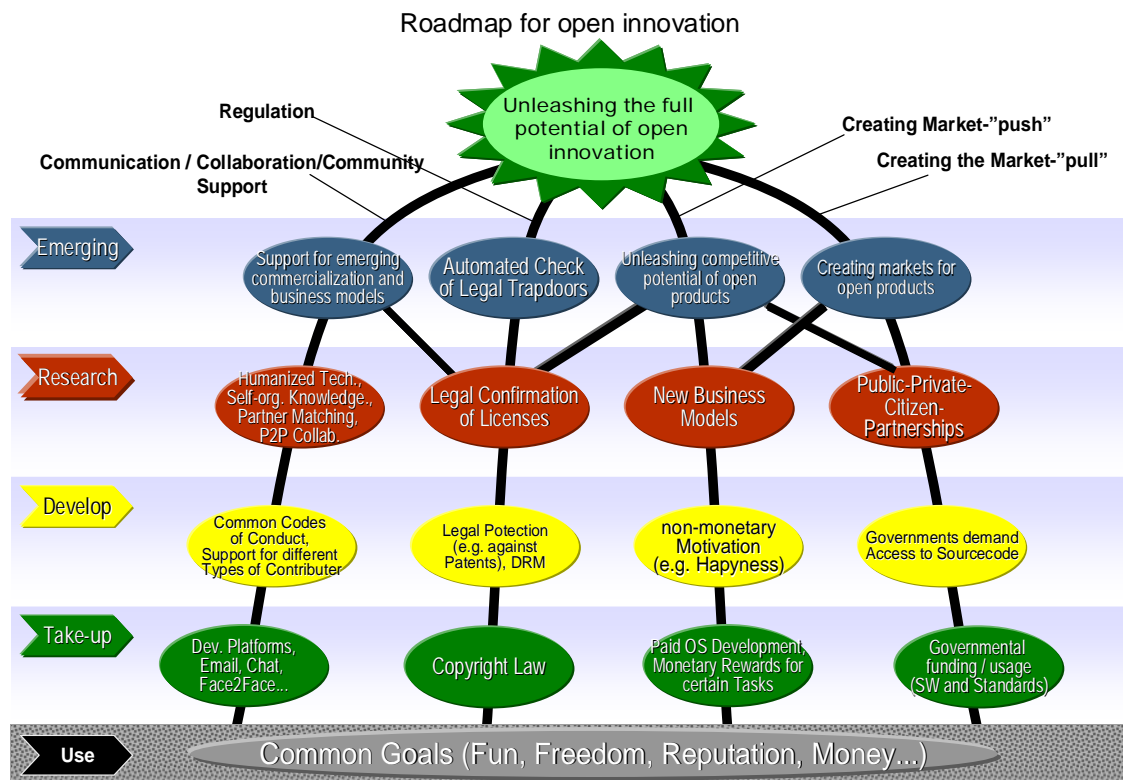 Roadmap for open innovation
Unleashing the full
potential of open
innovation
Regulation
Communication / Collaboration/Community
Support
Creating Market-”push”
Creating the Market-”pull”
Emerging
Support for emerging
commercialization and
business models
Automated Check
of Legal Trapdoors
Unleashing competitive
potential of open
products
Creating markets for
open products
Research
Humanized Tech.,
Self-org. Knowledge.,
Partner Matching,
P2P Collab.
Legal Confirmation
of Licenses
New Business
Models
Public-Private-
Citizen-
Partnerships
Develop
Common Codes
of Conduct,
Support for different
Types of Contributer
Legal Potection
(e.g. against
Patents), DRM
non-monetary
Motivation
(e.g. Hapyness)
Governments demand
Access to Sourcecode
Take-up
Dev. Platforms,
Email, Chat,
Face2Face...
Copyright Law
Paid OS Development,
Monetary Rewards for
certain Tasks
Governmental
funding / usage
(SW and Standards)
Use
Common Goals (Fun, Freedom, Reputation, Money...)